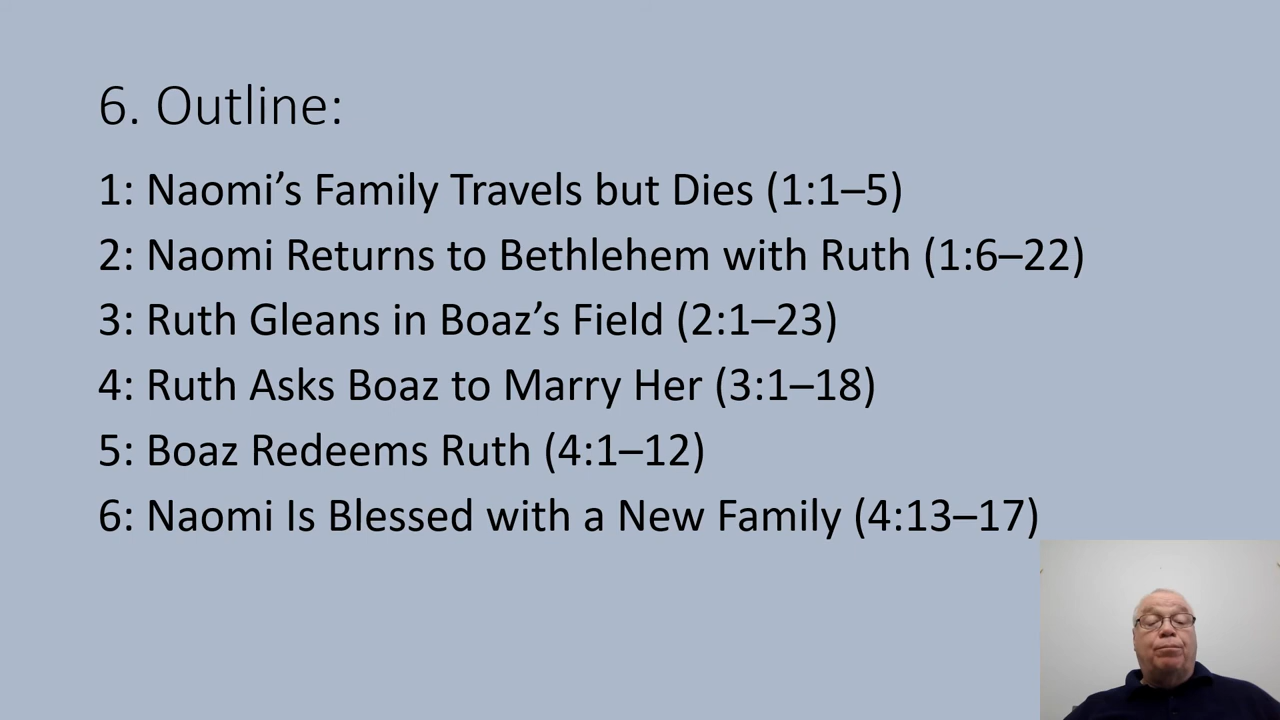 6. Outline:
1: Naomi’s Family Travels but Dies (1:1–5)
2: Naomi Returns to Bethlehem with Ruth (1:6–22)
3: Ruth Gleans in Boaz’s Field (2:1–23)
4: Ruth Asks Boaz to Marry Her (3:1–18)
5: Boaz Redeems Ruth (4:1–12)
6: Naomi Is Blessed with a New Family (4:13–17)